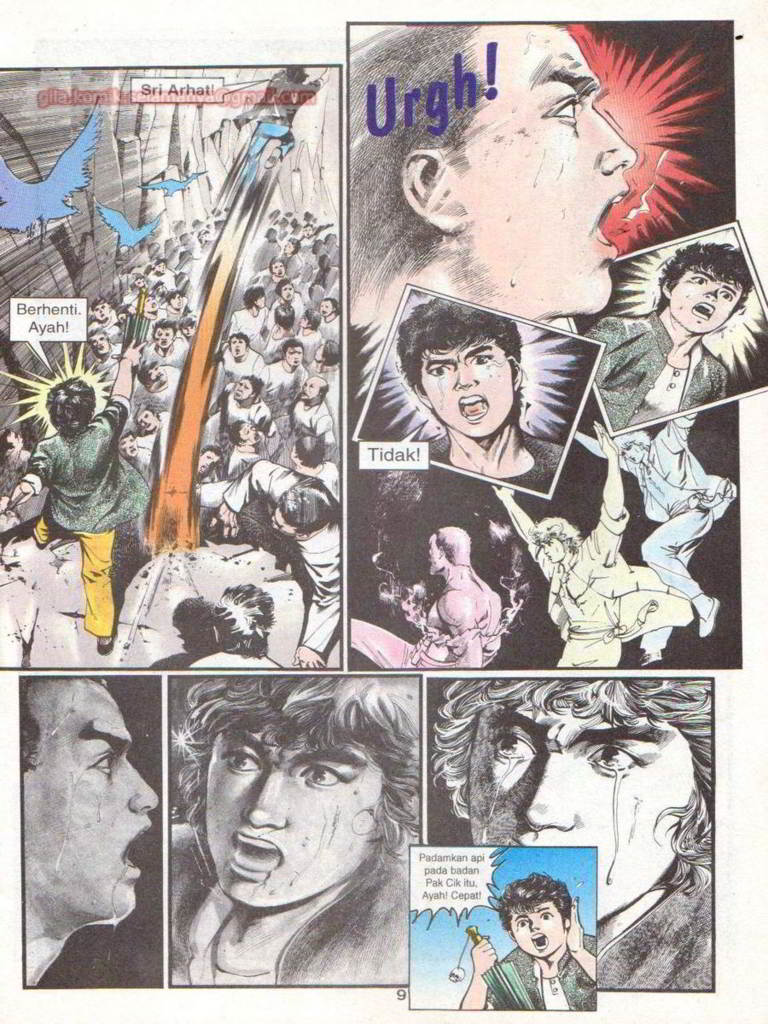 Sri Arhat!
Berhenti.
Ayah!
Urgh!
Tidak!
Padamkan api
pada badan
Pak Cik itu,
Ayah! Cepat!
9